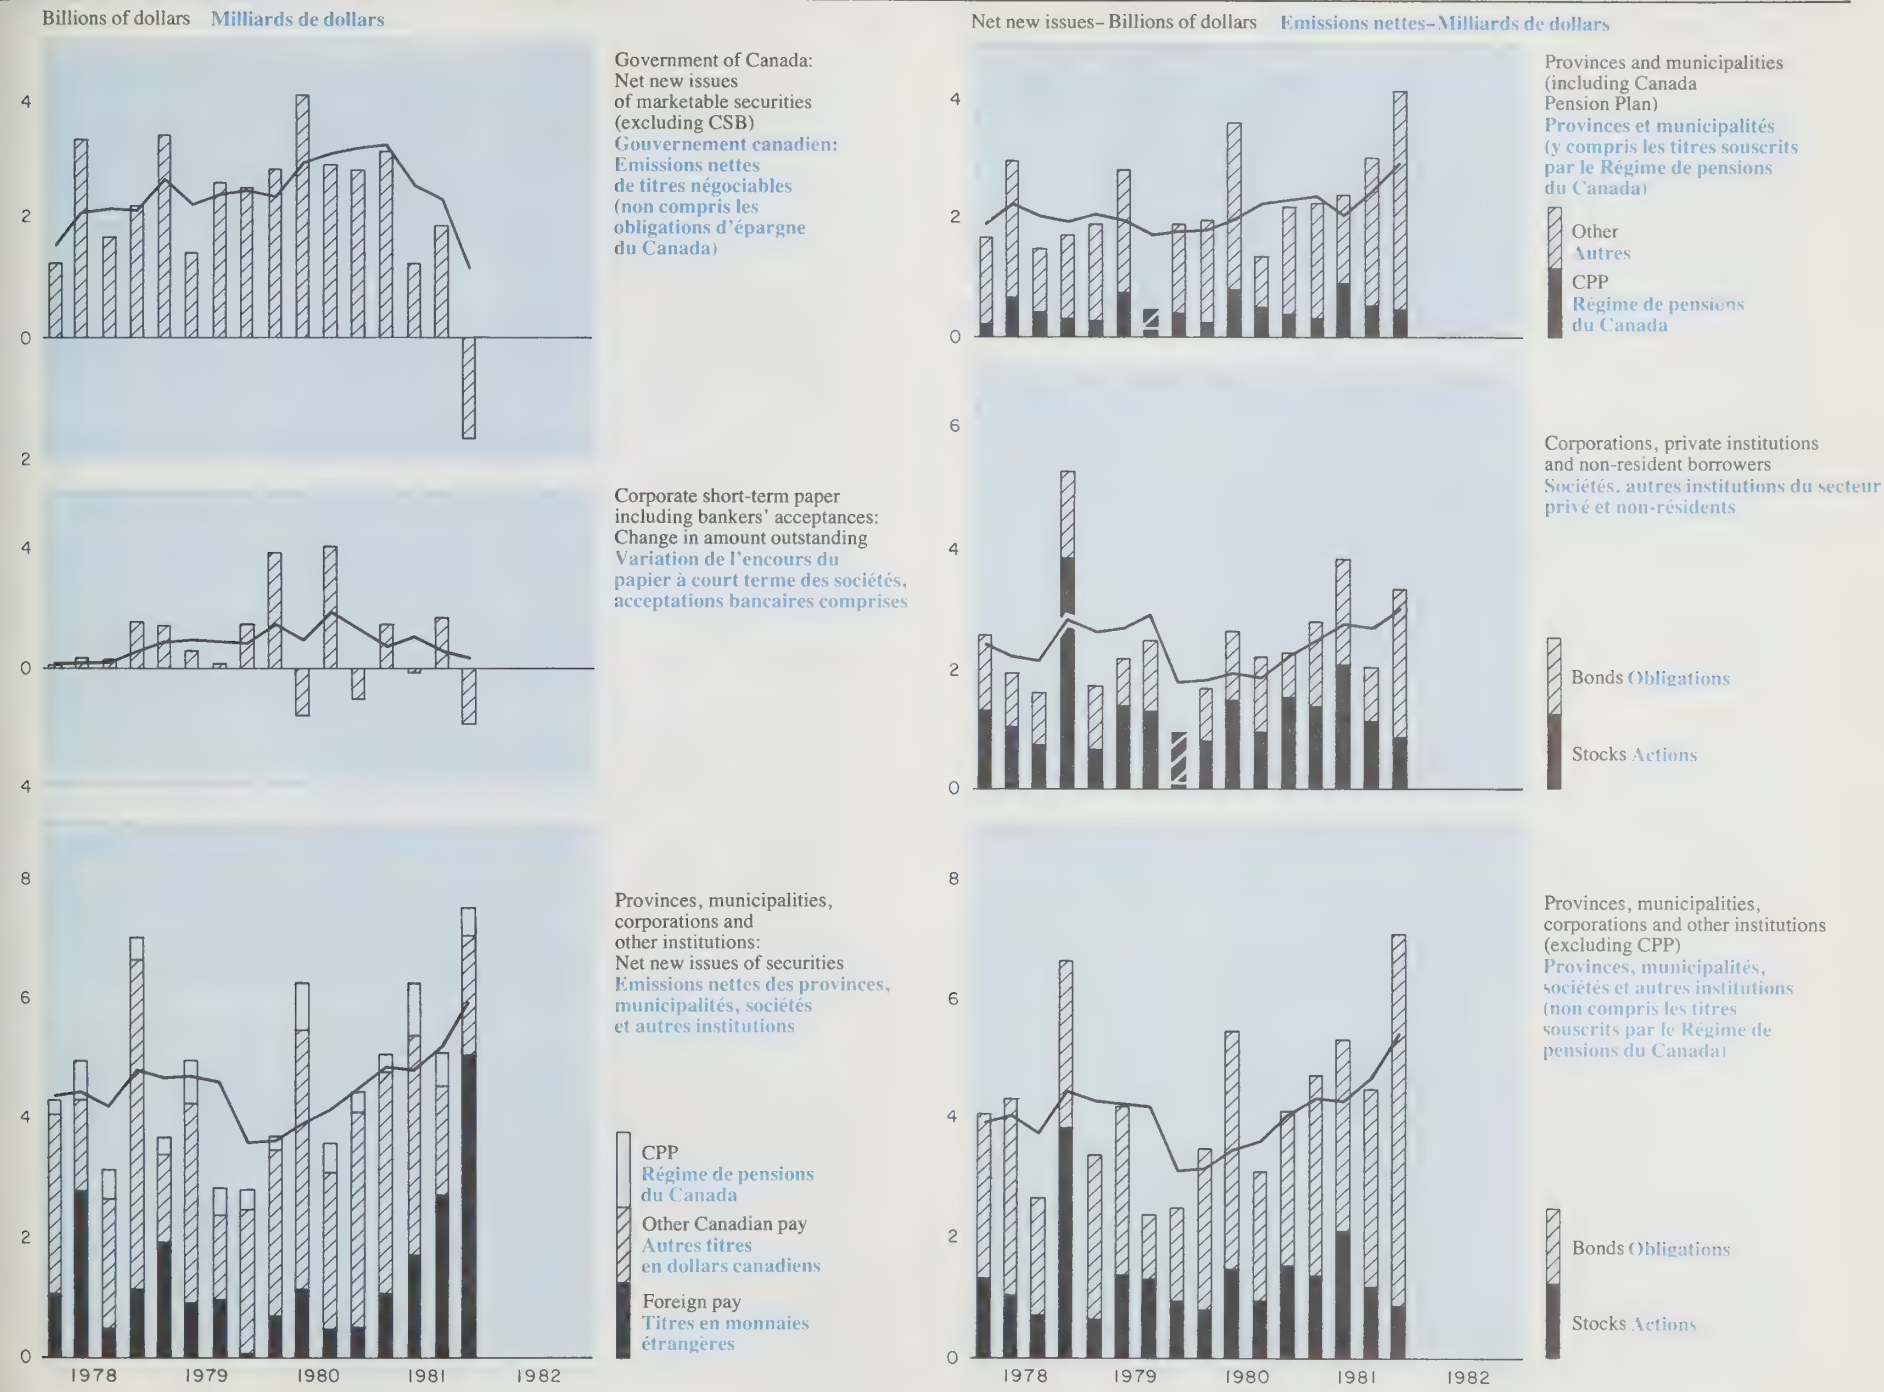 Billions of dollars Milliards de dollars
4
2
0
2
Government of Canada:
Net new issues
of marketable securities
(excluding CSB)
Gouvernement canadien:
Emissions nettes
de titres négociables
(non compris les
obligations d'épargne
du Canada)
4
0
4
Corporate short-term paper
including bankers' acceptances:
Change in amount outstanding
Variation de l'encours du
papier à court terme des sociétés,
acceptations bancaires comprises
8
6
4
2
0
1978 1979 1980 1981 1982
Provinces, municipalities,
corporations and
other institutions:
Net new issues of securities
Emissions nettes des provinces,
municipalités, sociétés
et autres institutions
CPP
Régime de pensions
du Canada
Other Canadian pay
Autres titres
en dollars canadiens
Foreign pay
Titres en monnaies
étrangères
Net new issues–Billions of dollars Emissions nettes–Milliards de dollars
4
2
0
Provinces and municipalities
(including Canada
Pension Plan)
Provinces et municipalités
(y compris les titres souscrits
par le Régime de pensions
du Canada)
Other
Autres
CPP
Régime de pensions
du Canada
6
4
2
0
Corporations, private institutions
and non-resident borrowers
Sociétés, autres institutions du secteur
privé et non-résidents
Bonds Obligations
Stocks Actions
8
6
4
2
0
1978 1979 1980 1981 1982
Provinces, municipalities,
corporations and other institutions
(excluding CPP)
Provinces, municipalités,
sociétés et autres institutions
(non compris les titres
souscrits par le Régime de
pensions du Canada)
Bonds Obligations
Stocks Actions